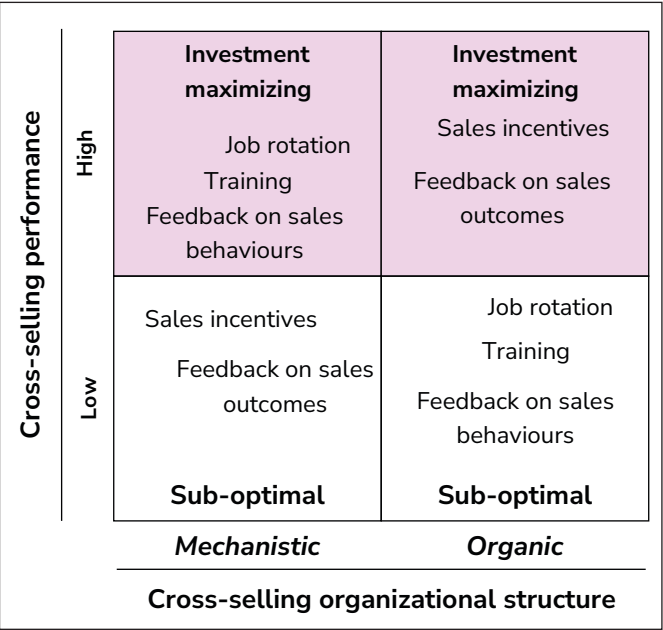 Cross-selling performance
High
Low
Investment
maximizing
Job rotation
Training
Feedback on sales
behaviours
Investment
maximizing
Sales incentives
Feedback on sales
outcomes
Sales incentives
Feedback on sales
outcomes
Sub-optimal
Job rotation
Training
Feedback on sales
behaviours
Sub-optimal
Mechanistic
Organic
Cross-selling organizational structure